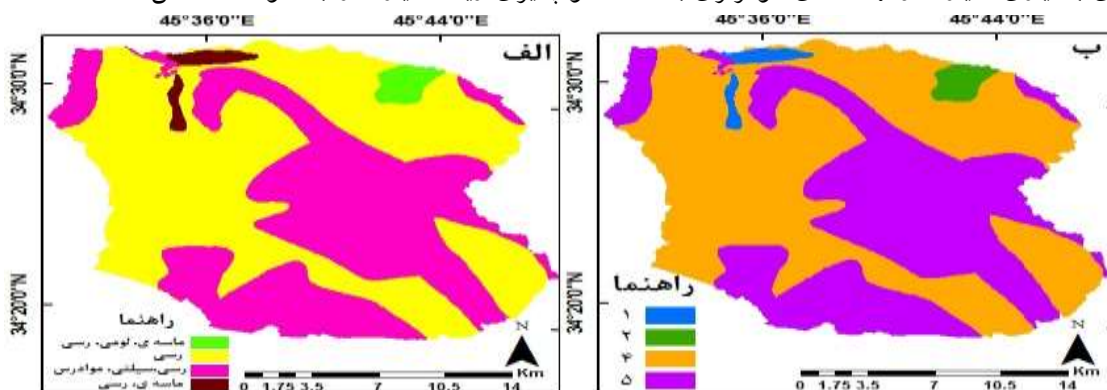 45°36'0"E 45°44'0"E
الف
34°30'0"N
34°20'0"N
راهنما
ماسه ی، لومی، رسی
رسی
رسی، سیلتی، موادرس
ماسه ی، رسی
N
Km
0 1.75 3.5 7 10.5 14
45°36'0"E 45°44'0"E
ب
34°30'0"N
34°20'0"N
راهنما
۱
۲
۴
۵
N
Km
0 1.75 3.5 7 10.5 14